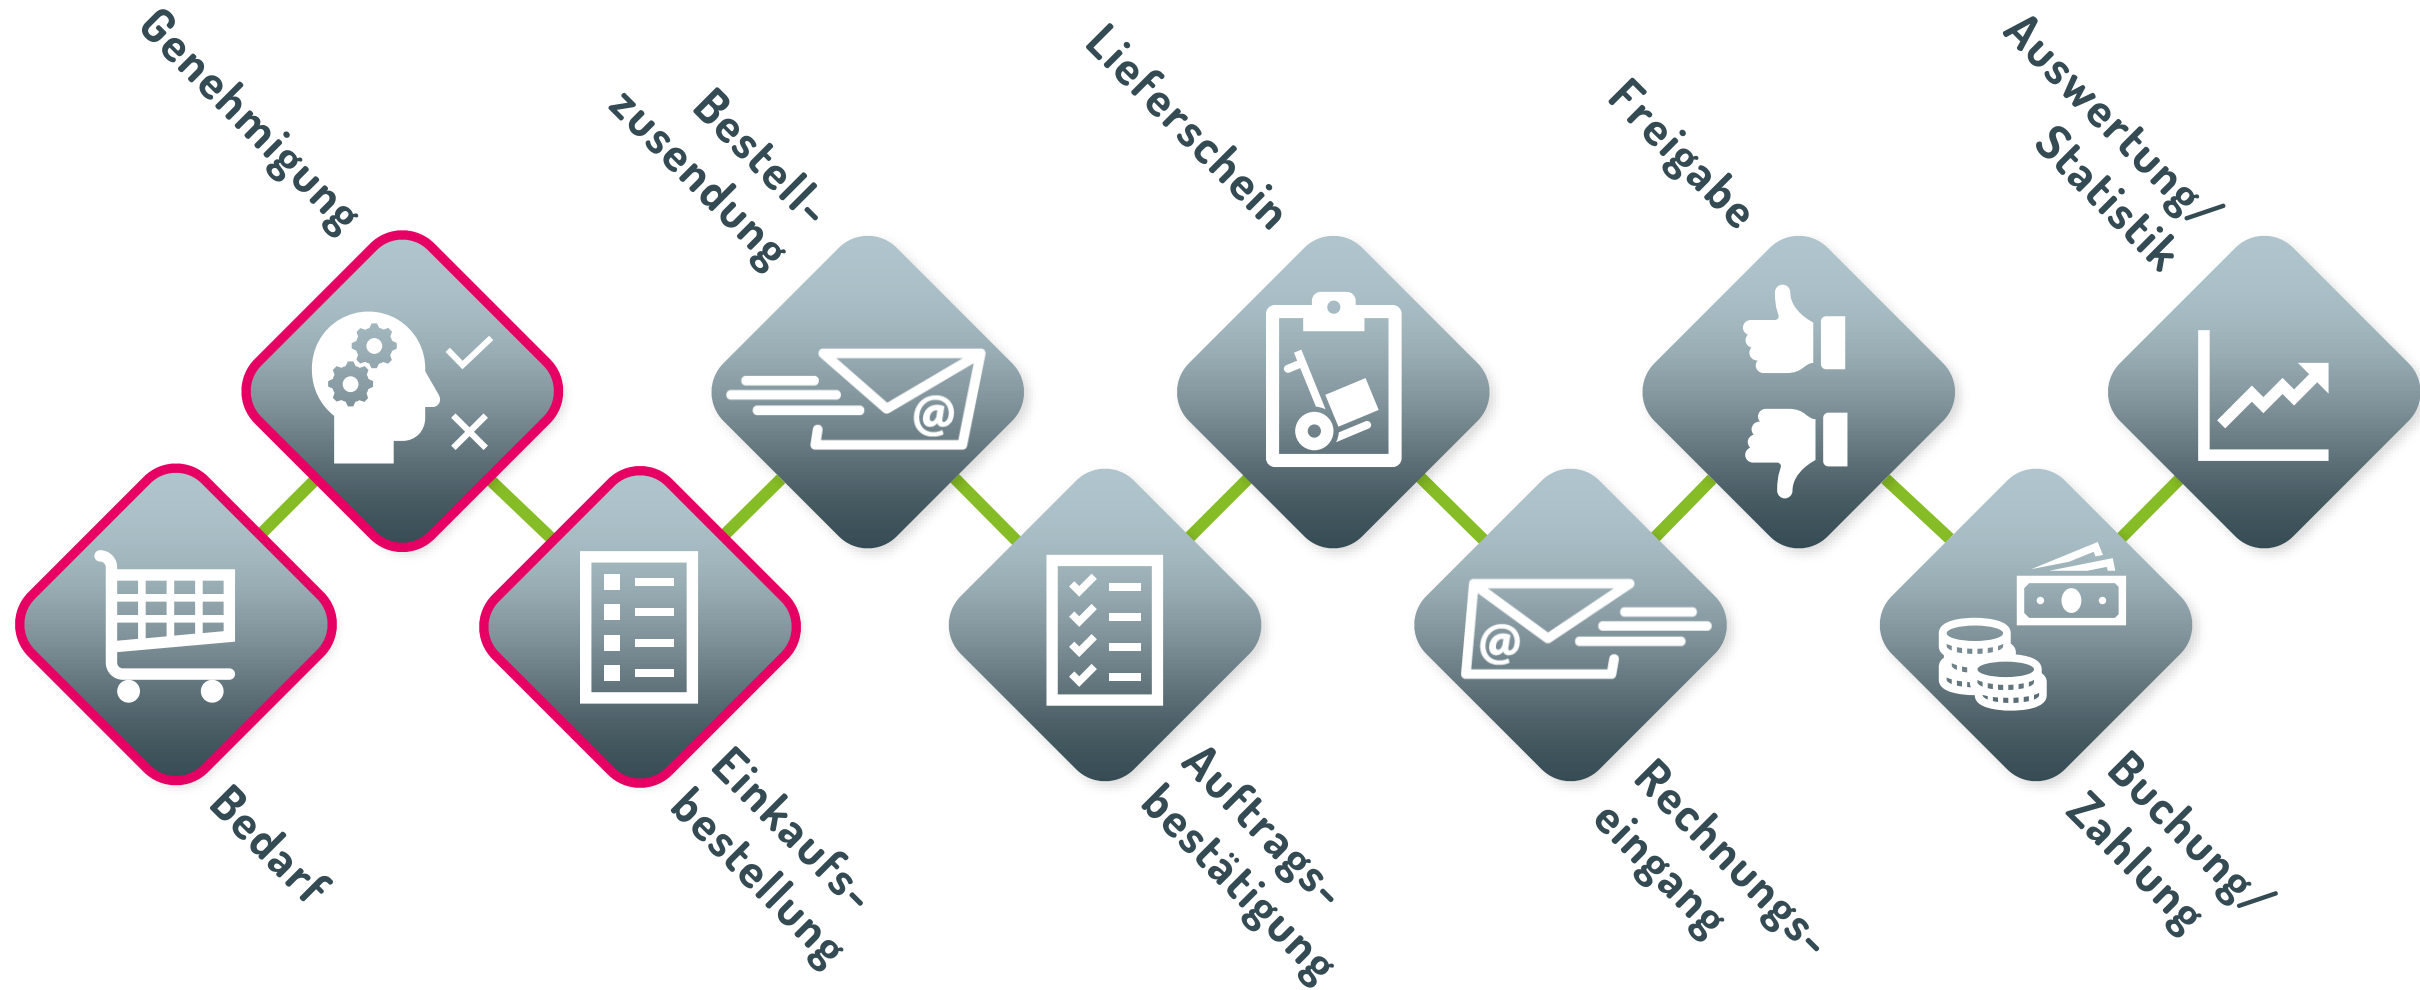 Genehmigung
Bestell-
zusendung
Lieferschein
Freigabe
Auswertung/
Statistik
@
@
Bedarf
Einkaufs-
bestellung
Auftrags-
bestätigung
Rechnungs-
eingang
Buchung/
Zahlung